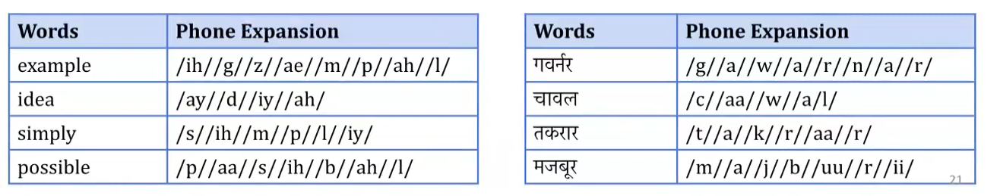 Words Phone Expansion
example /ih//g//z//ae//m//p//ah//l/
idea /ay//d//iy//ah/
simply /s//ih//m//p//l//iy/
possible /p//aa//s//ih//b//ah//l/
Words Phone Expansion
गवर्नर /g//a//w//a//r//n//a//r/
चावल /c//aa//w//a/l/
तकरार /t//a//k//r//aa//r/
मजबूर /m//a//j//b//uu//r//ii/
21